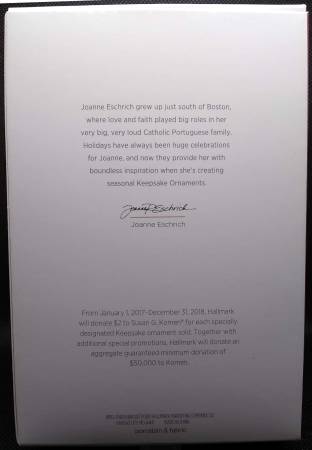 Joanne Eschrich grew up just south of Boston,
where love and faith played big roles in her
very big, very loud Catholic Portuguese family.
Holidays have always been huge celebrations
for Joanne, and now they provide her with
boundless inspiration when she's creating
seasonal Keepsake Ornaments.
Joanne Eschrich
Joanne Eschrich
From January 1, 2017–December 31, 2018, Hallmark
will donate $2 to Susan G. Komen® for each specially
designated Keepsake ornament sold. Together with
additional special promotions, Hallmark will donate an
aggregate guaranteed minimum donation of
$50,000 to Komen.
porcelain & fabric